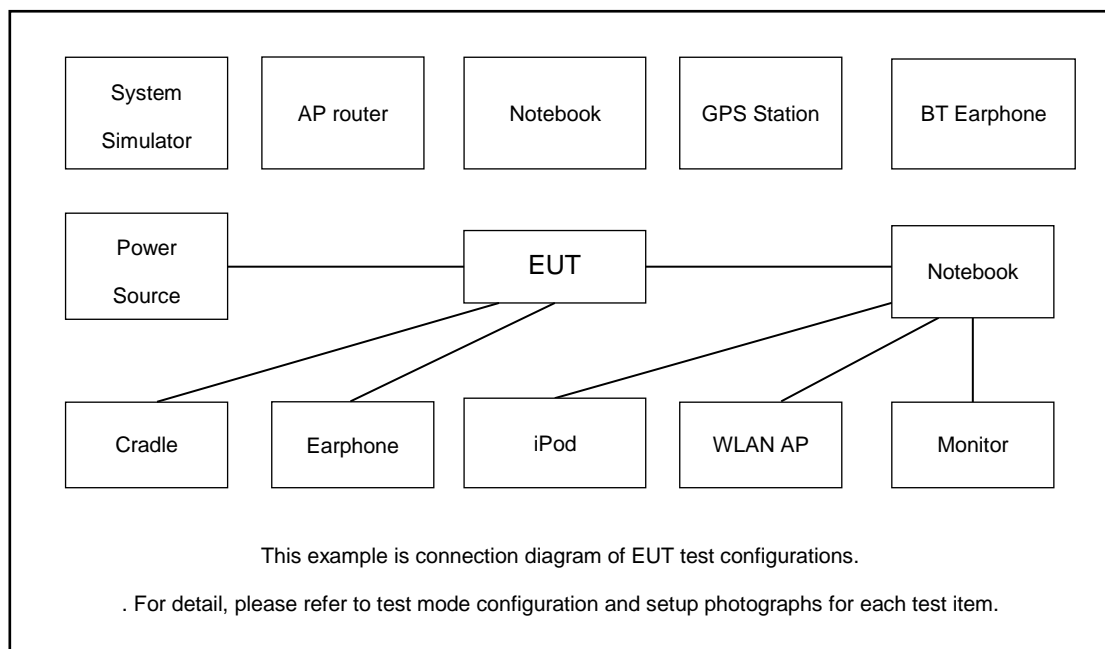 System
Simulator
AP router
Notebook
GPS Station
BT Earphone
Power
Source
EUT
Notebook
Cradle
Earphone
iPod
WLAN AP
Monitor
This example is connection diagram of EUT test configurations.
. For detail, please refer to test mode configuration and setup photographs for each test item.